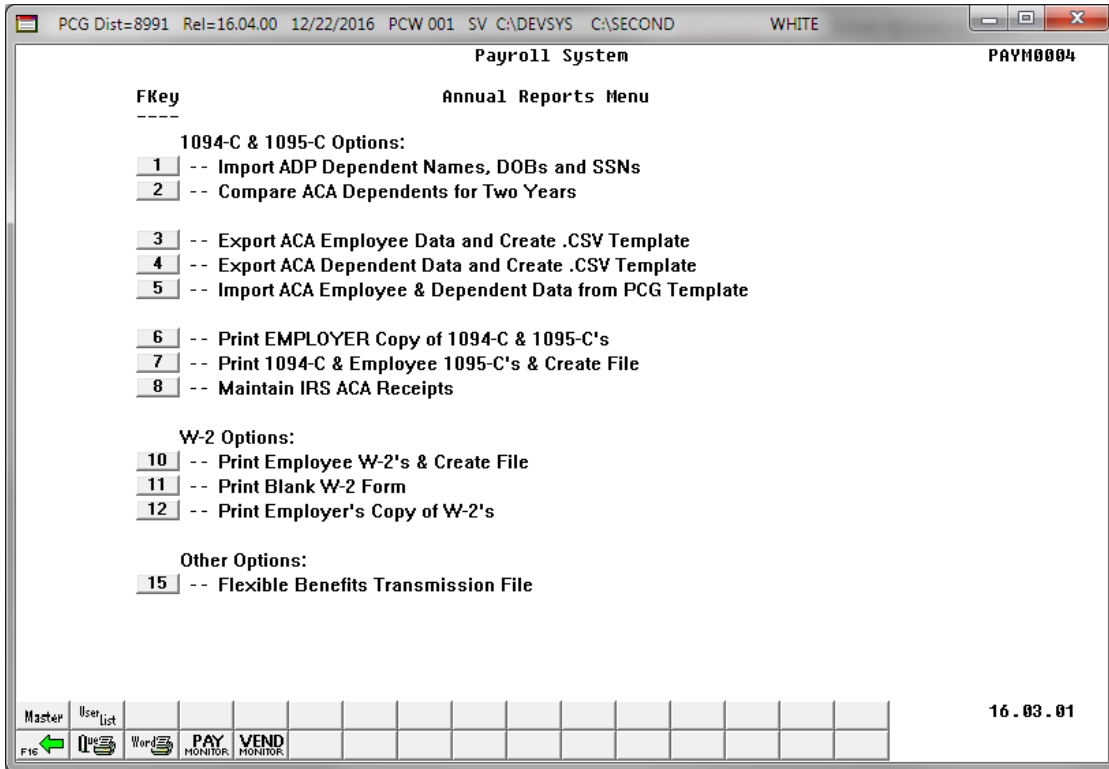 PCG Dist=8991 Rel=16.04.00 12/22/2016 PCW 001 SV C:\DEVSYS C:\SECOND WHITE
Payroll System PAYM0004
FKey Annual Reports Menu
----
1094-C & 1095-C Options:
1 -- Import ADP Dependent Names, DOBs and SSNs
2 -- Compare ACA Dependents for Two Years
3 -- Export ACA Employee Data and Create .CSV Template
4 -- Export ACA Dependent Data and Create .CSV Template
5 -- Import ACA Employee & Dependent Data from PCG Template
6 -- Print EMPLOYER Copy of 1094-C & 1095-C's
7 -- Print 1094-C & Employee 1095-C's & Create File
8 -- Maintain IRS ACA Receipts
W-2 Options:
10 -- Print Employee W-2's & Create File
11 -- Print Blank W-2 Form
12 -- Print Employer's Copy of W-2's
Other Options:
15 -- Flexible Benefits Transmission File
Master User List 16.03.01
F16 Que Word PAY MONITOR VEND MONITOR